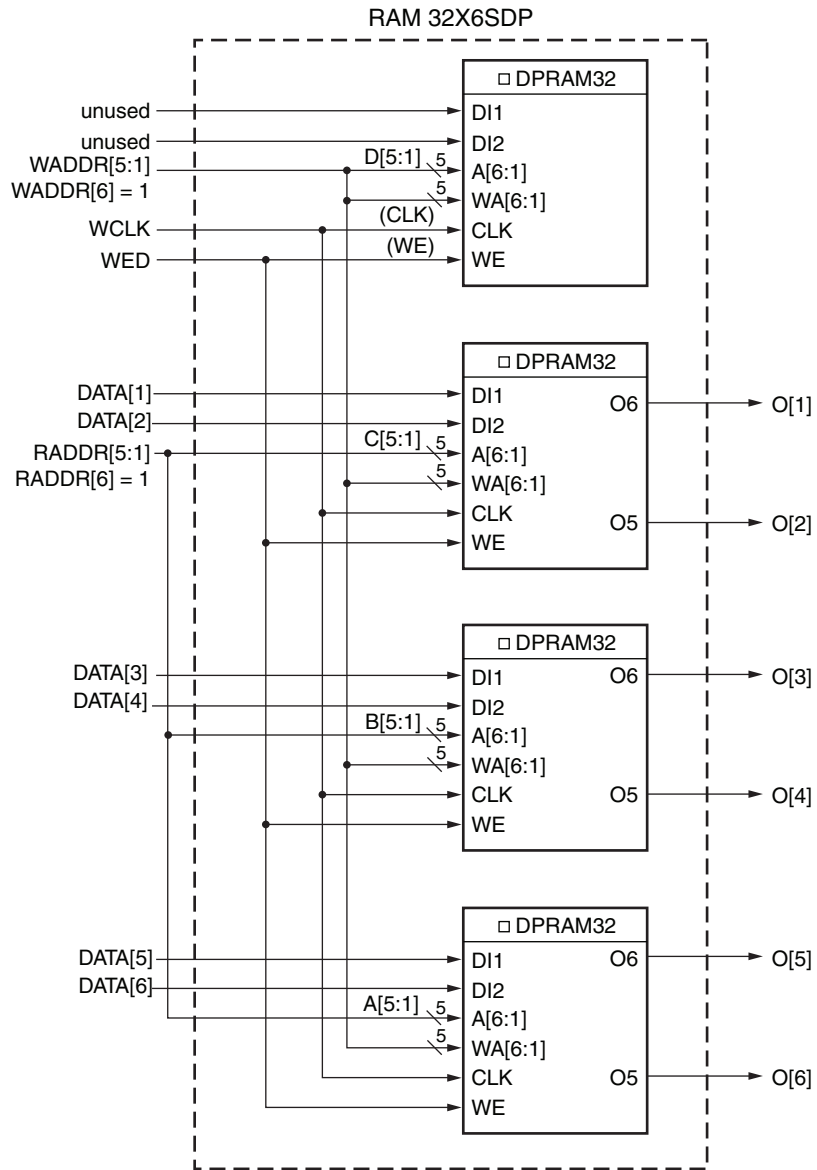 RAM 32X6SDP
DPRAM32
unused
DI1
unused
DI2
WADDR[5:1]
D[5:1]
5
A[6:1]
WADDR[6] = 1
5
WA[6:1]
WCLK
(CLK)
CLK
WED
(WE)
WE
DPRAM32
DATA[1]
DI1
O6
O[1]
DATA[2]
DI2
RADDR[5:1]
C[5:1]
5
A[6:1]
RADDR[6] = 1
5
WA[6:1]
CLK
O5
O[2]
WE
DPRAM32
DATA[3]
DI1
O6
O[3]
DATA[4]
DI2
B[5:1]
5
A[6:1]
5
WA[6:1]
CLK
O5
O[4]
WE
DPRAM32
DATA[5]
DI1
O6
O[5]
DATA[6]
DI2
A[5:1]
5
A[6:1]
5
WA[6:1]
CLK
O5
O[6]
WE